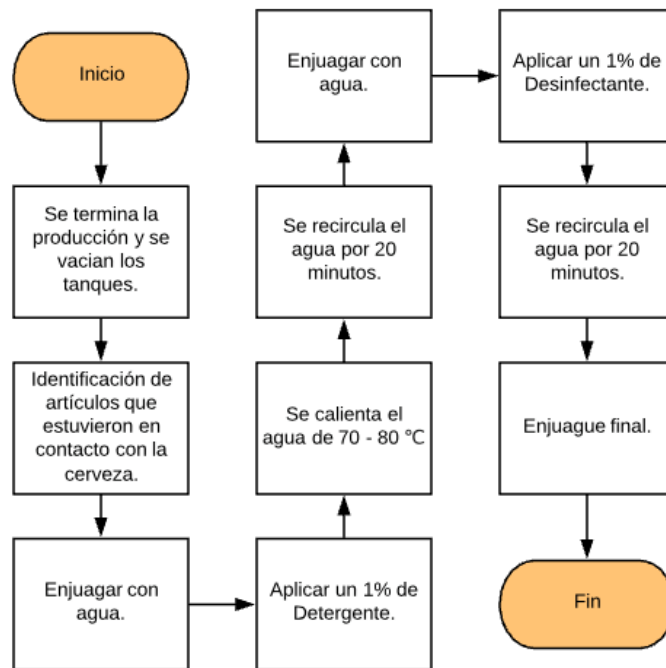 Inicio
Se termina la
producción y se
vacian los
tanques.
Identificación de
artículos que
estuvieron en
contacto con la
cerveza.
Enjuagar con
agua.
Aplicar un 1% de
Detergente.
Se calienta el
agua de 70 - 80 ℃
Se recircula el
agua por 20
minutos.
Enjuagar con
agua.
Aplicar un 1% de
Desinfectante.
Se recircula el
agua por 20
minutos.
Enjuague final.
Fin